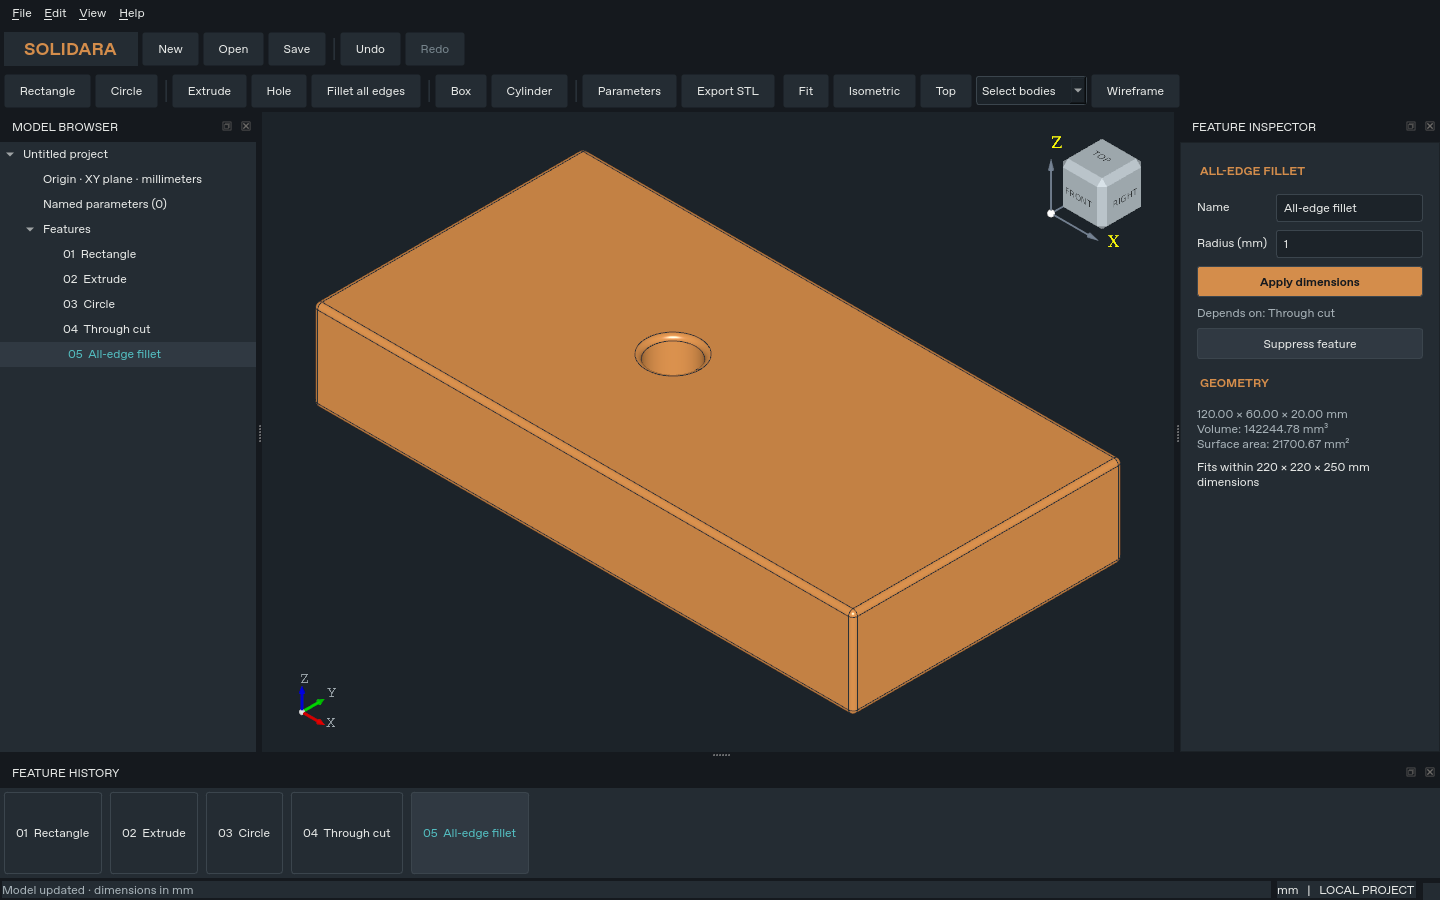 File Edit View Help
SOLIDARA New Open Save Undo Redo
Rectangle Circle Extrude Hole Fillet all edges Box Cylinder Parameters Export STL Fit Isometric Top Select bodies Wireframe
MODEL BROWSER
Untitled project
Origin · XY plane · millimeters
Named parameters (0)
Features
01 Rectangle
02 Extrude
03 Circle
04 Through cut
05 All-edge fillet
Z
TOP
FRONT
RIGHT
X
Z
Y
X
FEATURE INSPECTOR
ALL-EDGE FILLET
Name All-edge fillet
Radius (mm) 1
Apply dimensions
Depends on: Through cut
Suppress feature
GEOMETRY
120.00 × 60.00 × 20.00 mm
Volume: 142244.78 mm³
Surface area: 21700.67 mm²
Fits within 220 × 220 × 250 mm
dimensions
FEATURE HISTORY
01 Rectangle 02 Extrude 03 Circle 04 Through cut 05 All-edge fillet
Model updated · dimensions in mm
mm | LOCAL PROJECT